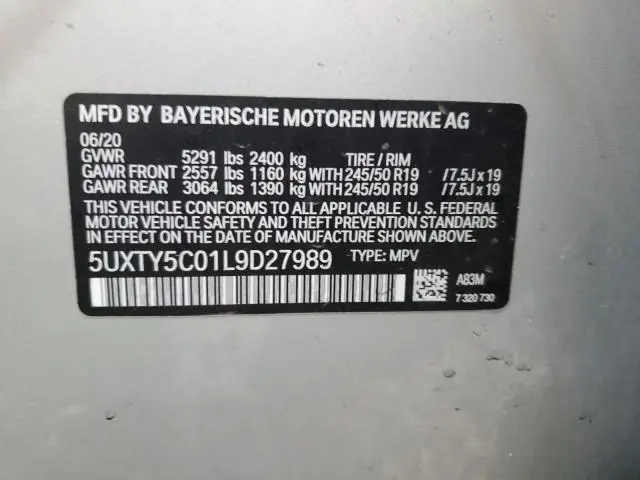 MFD BY BAYERISCHE MOTOREN WERKE AG
06/20
GVWR 5291 lbs 2400 kg TIRE / RIM
GAWR FRONT 2557 lbs 1160 kg WITH 245/50 R19 /7.5J x 19
GAWR REAR 3064 lbs 1390 kg WITH 245/50 R19 /7.5J x 19
THIS VEHICLE CONFORMS TO ALL APPLICABLE U. S. FEDERAL
MOTOR VEHICLE SAFETY AND THEFT PREVENTION STANDARDS
IN EFFECT ON THE DATE OF MANUFACTURE SHOWN ABOVE.
5UXTY5C01L9D27989 TYPE: MPV
A83M
7 320 730